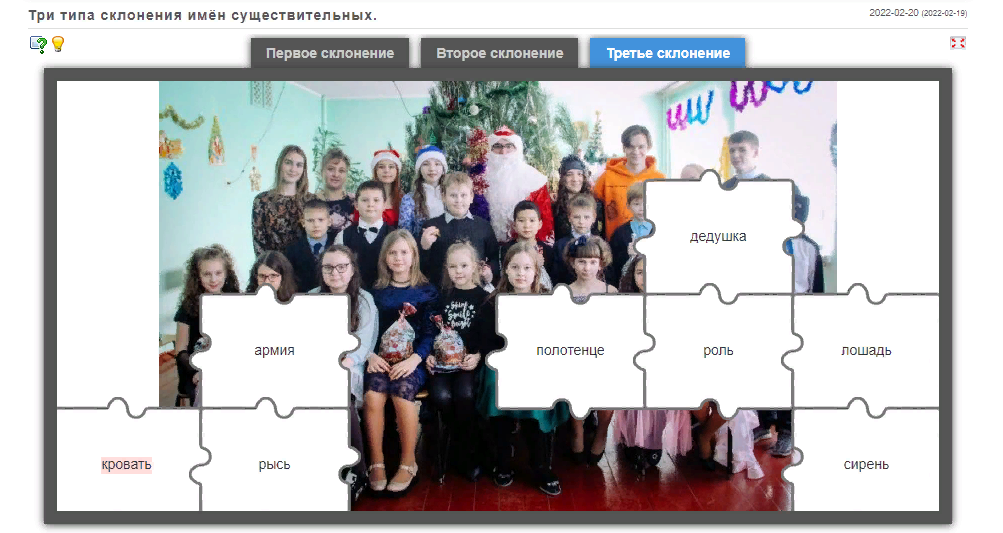 Три типа склонения имён существительных.
2022-02-20 (2022-02-19)
Первое склонение
Второе склонение
Третье склонение
дедушка
армия
полотенце
роль
лошадь
кровать
рысь
сирень